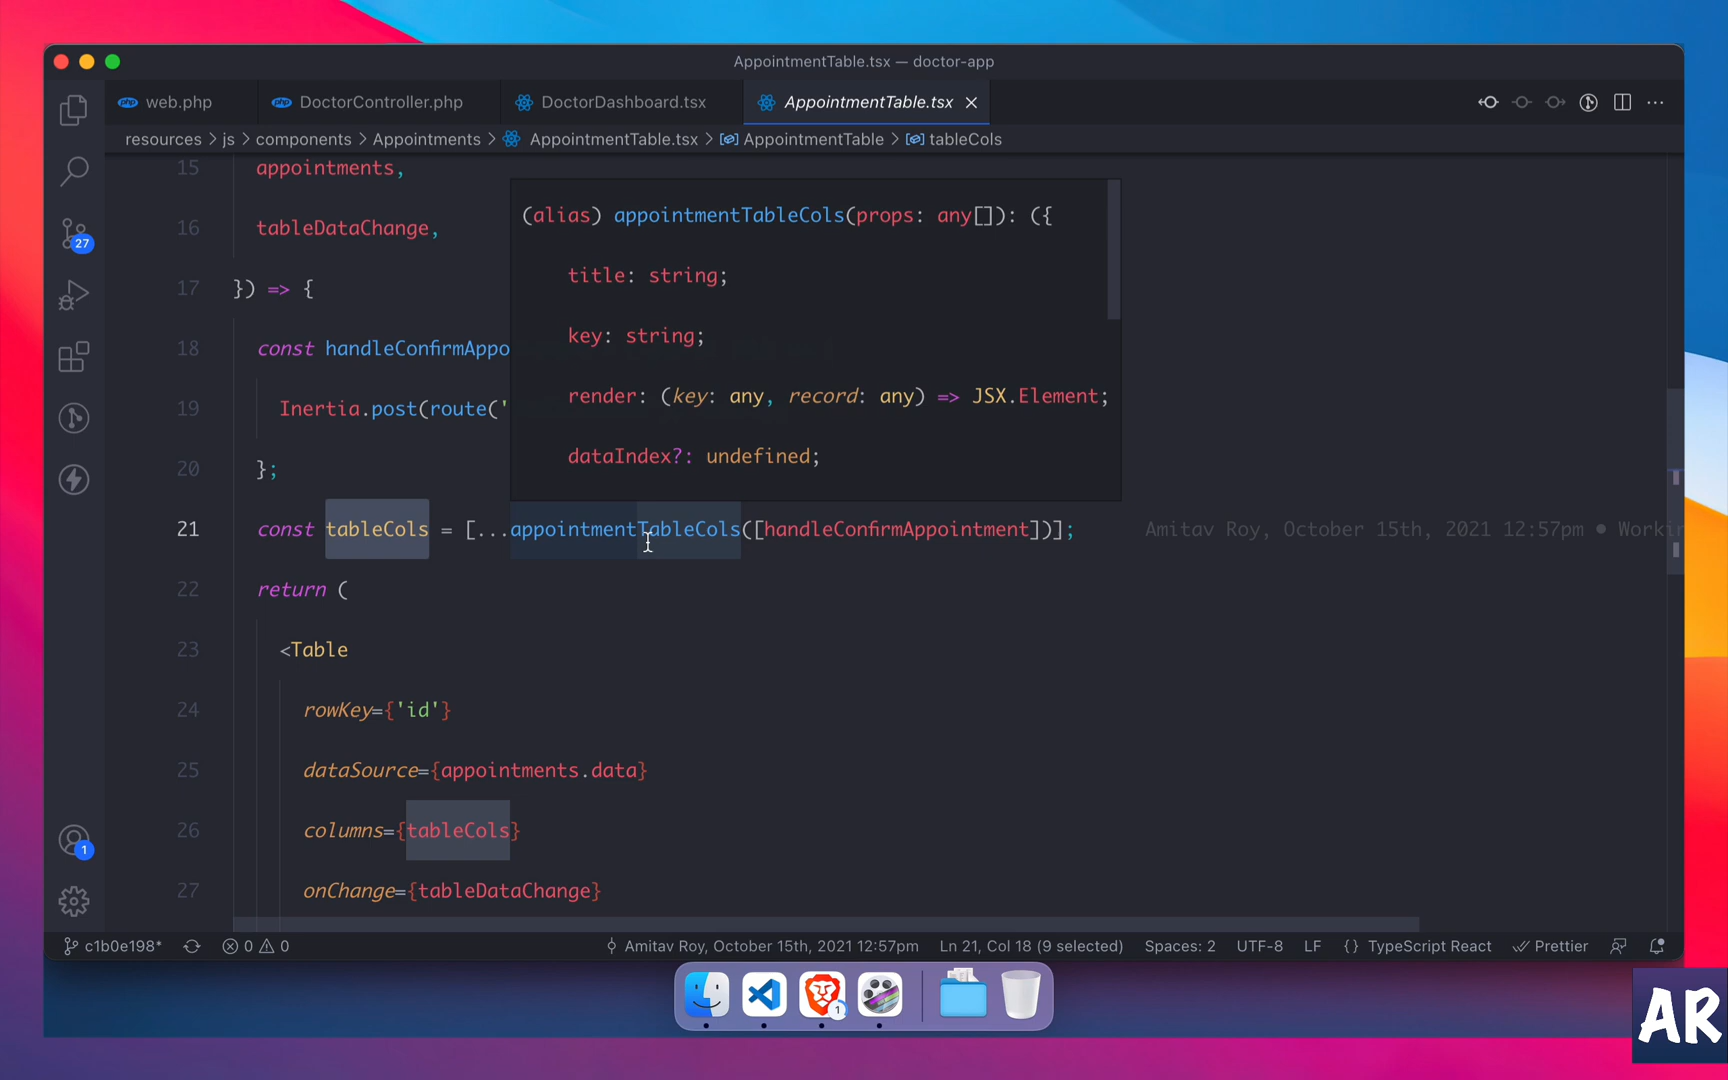 AppointmentTable.tsx — doctor-app
web.php
DoctorController.php
DoctorDashboard.tsx
AppointmentTable.tsx
resources > js > components > Appointments > AppointmentTable.tsx > AppointmentTable > tableCols
15 appointments,
16 tableDataChange,
17 }) => {
18 const handleConfirmAppo
19 Inertia.post(route('
20 };
(alias) appointmentTableCols(props: any[]): ({
title: string;
key: string;
render: (key: any, record: any) => JSX.Element;
dataIndex?: undefined;
21 const tableCols = [...appointmentTableCols([handleConfirmAppointment])]; Amitav Roy, October 15th, 2021 12:57pm • Workin
22 return (
23 <Table
24 rowKey={'id'}
25 dataSource={appointments.data}
26 columns={tableCols}
27 onChange={tableDataChange}
27
1
c1b0e198* 0 0 Amitav Roy, October 15th, 2021 12:57pm Ln 21, Col 18 (9 selected) Spaces: 2 UTF-8 LF {} TypeScript React Prettier
1
AR